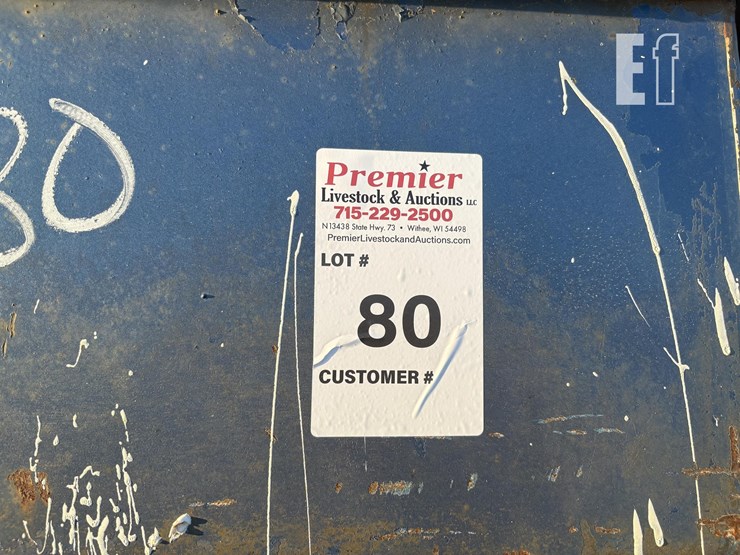 Ef
80
Premier
Livestock & Auctions LLC
715-229-2500
N13438 State Hwy. 73 • Withee, WI 54498
PremierLivestockandAuctions.com
LOT #
80
CUSTOMER #